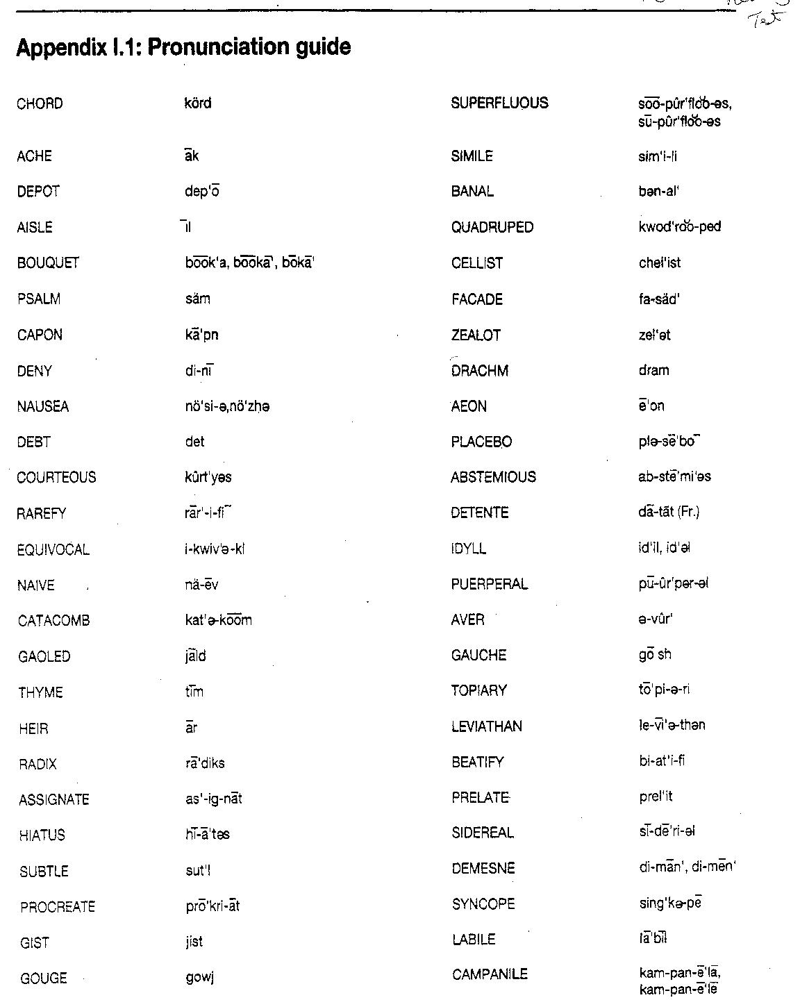 Test
Appendix I.1: Pronunciation guide
CHORD körd
ACHE āk
DEPOT dep'ō
AISLE īl
BOUQUET bo͞ok'a, bo͞okā', bōkā'
PSALM säm
CAPON kā'pn
DENY di-nī
NAUSEA nö'si-ə,nö'zhə
DEBT det
COURTEOUS kûrt'yəs
RAREFY rār'-i-fī
EQUIVOCAL i-kwiv'ə-kl
NAIVE nä-ēv
CATACOMB kat'ə-ko͞om
GAOLED jāld
THYME tīm
HEIR ār
RADIX rā'diks
ASSIGNATE as'-ig-nāt
HIATUS hī-ā'təs
SUBTLE sut'l
PROCREATE prō'kri-āt
GIST jist
GOUGE gowj
SUPERFLUOUS so͞o-pûr'flo͝o-əs,
sū-pûr'flo͝o-əs
SIMILE sim'i-li
BANAL bən-al'
QUADRUPED kwod'ro͝o-ped
CELLIST chel'ist
FACADE fa-säd'
ZEALOT zel'ət
DRACHM dram
AEON ē'on
PLACEBO plə-sē'bō
ABSTEMIOUS ab-stē'mi'əs
DETENTE dā-tāt (Fr.)
IDYLL id'il, id'əl
PUERPERAL pū-ûr'pər-əl
AVER ə-vûr'
GAUCHE gō sh
TOPIARY tō'pi-ə-ri
LEVIATHAN le-vī'ə-thən
BEATIFY bi-at'i-fi
PRELATE prel'it
SIDEREAL sī-dē'ri-əl
DEMESNE di-mān', di-mēn'
SYNCOPE sing'kə-pē
LABILE lā'bīl
CAMPANILE kam-pan-ē'lā,
kam-pan-ē'lē